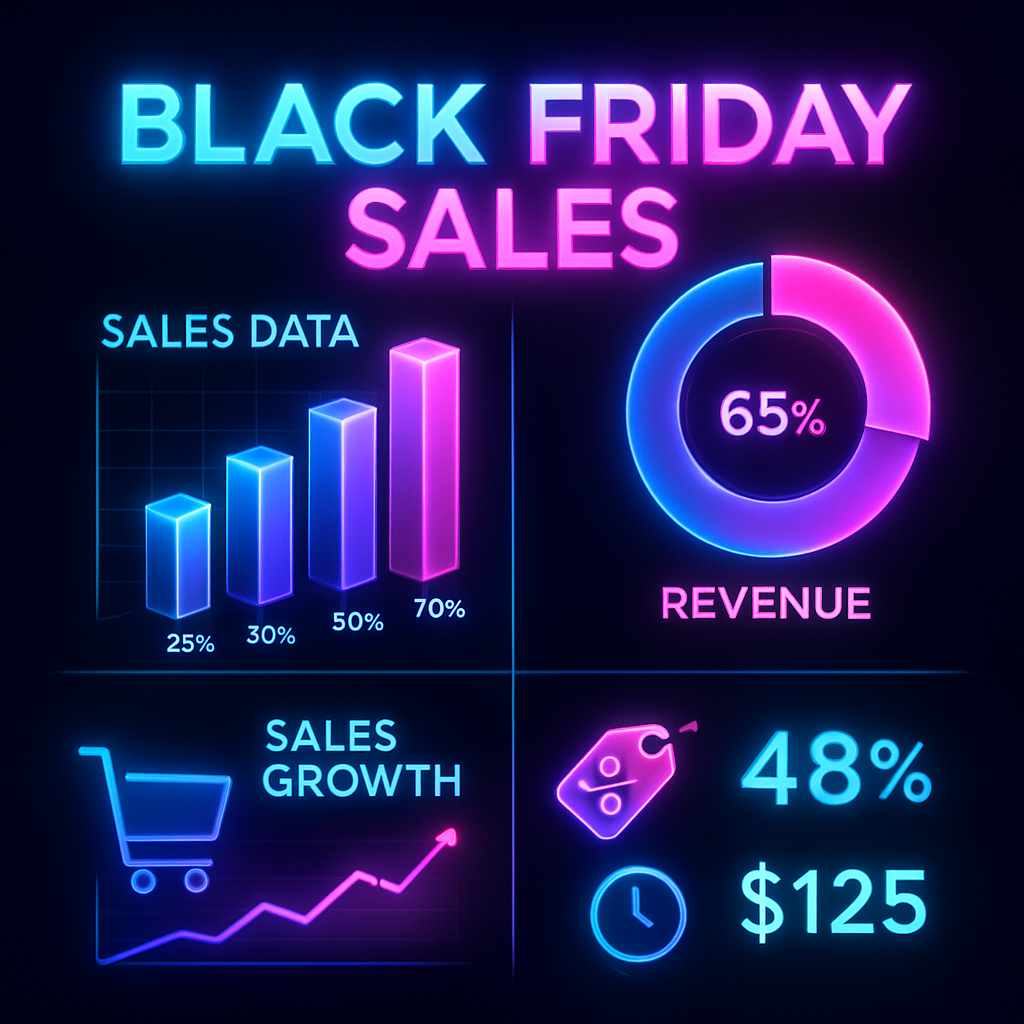 BLACK FRIDAY
SALES
SALES DATA
25% 30% 50% 70%
65%
REVENUE
SALES
GROWTH
48%
$125